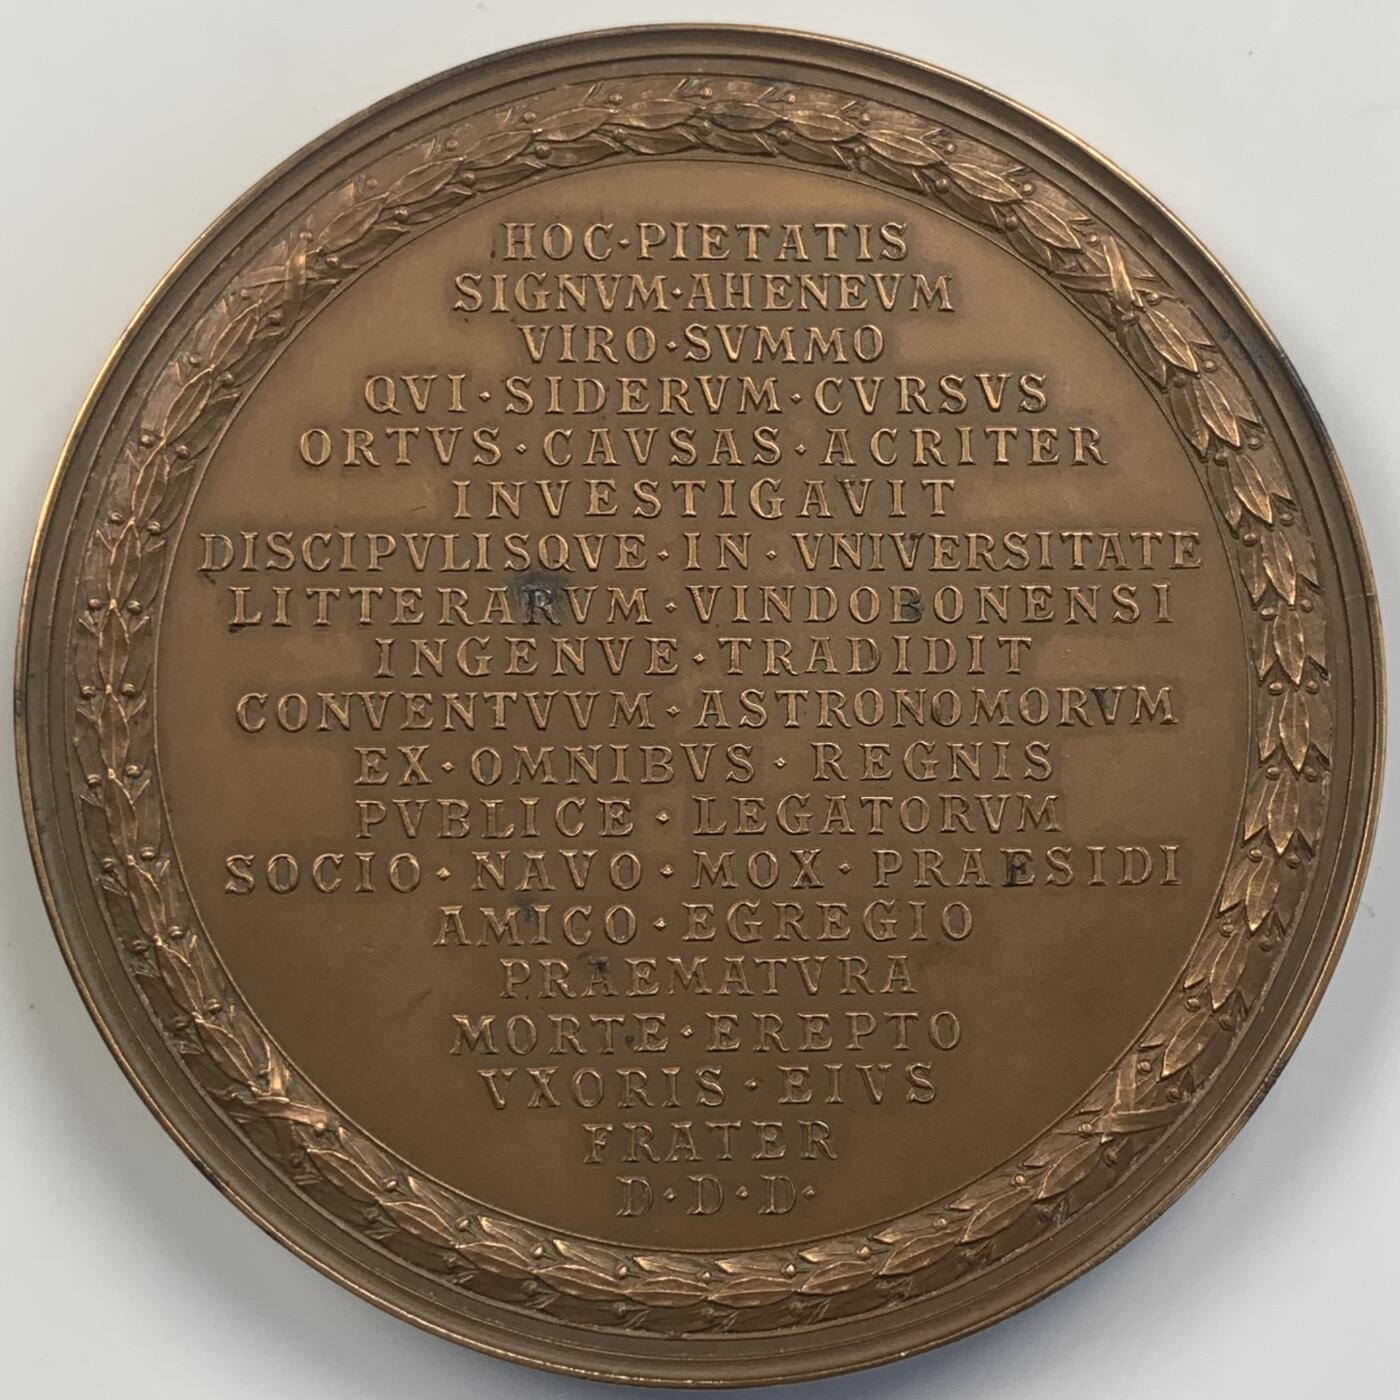 HOC·PIETATIS
SIGNVM·AHENEVM
VIRO·SVMMO
QVI·SIDERVM·CVRSVS
ORTVS·CAVSAS·ACRITER
INVESTIGAVIT
DISCIPVLISQVE·IN·VNIVERSITATE
LITTERARVM·VINDOBONENSI
INGENVE·TRADIDIT
CONVENTVVM·ASTRONOMORVM
EX·OMNIBVS·REGNIS
PVBLICE·LEGATORVM
SOCIO·NAVO·MOX·PRAESIDI
AMICO·EGREGIO
PRAEMATVRA
MORTE·EREPTO
VXORIS·EIVS
FRATER
D·D·D·